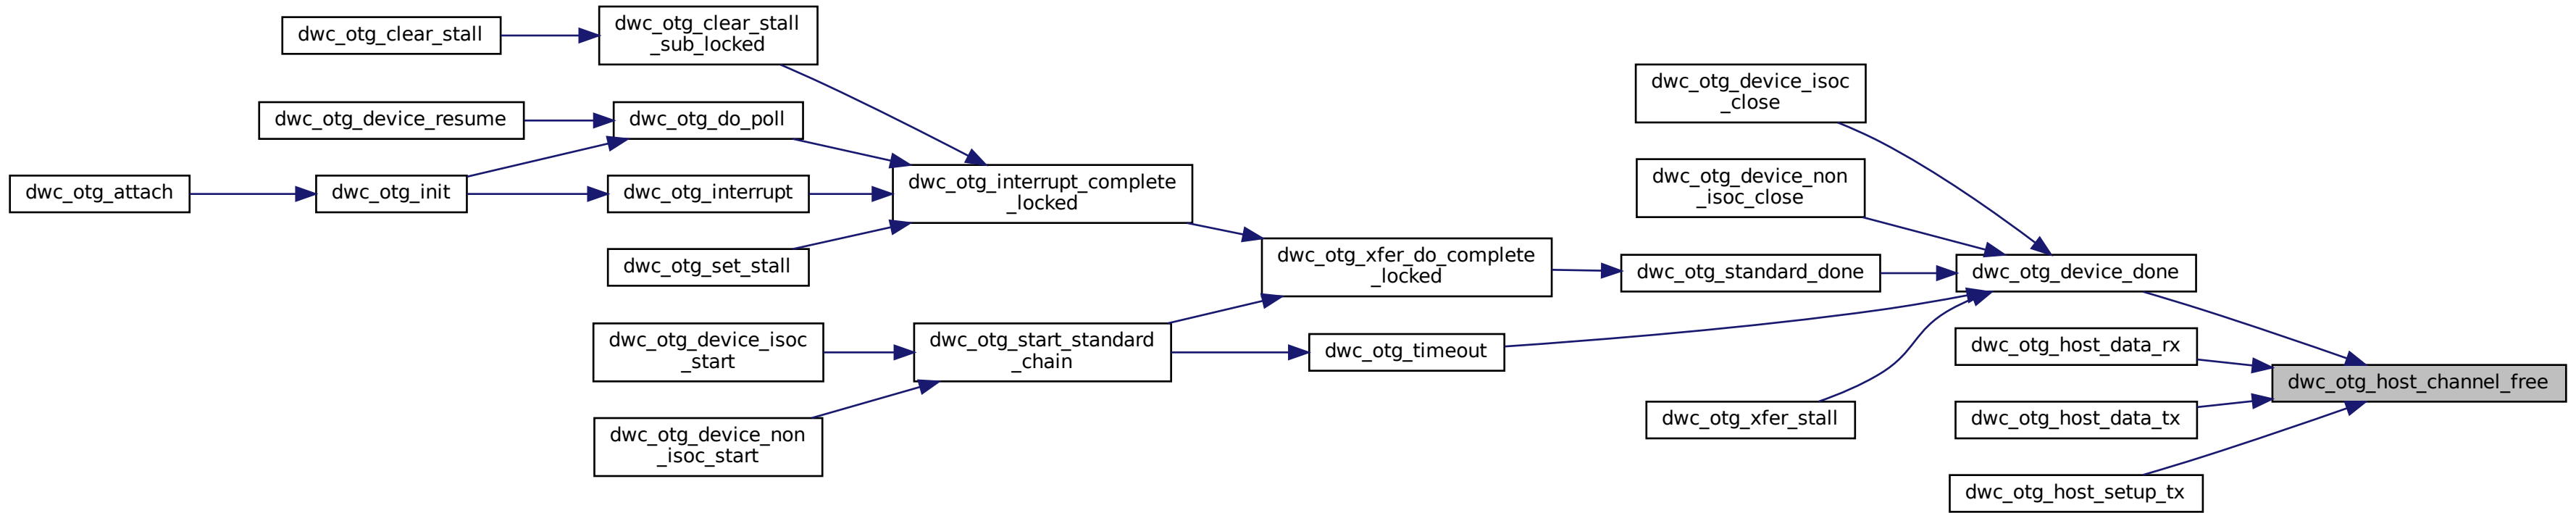 dwc_otg_clear_stall
dwc_otg_clear_stall
_sub_locked
dwc_otg_device_resume
dwc_otg_do_poll
dwc_otg_attach
dwc_otg_init
dwc_otg_interrupt
dwc_otg_set_stall
dwc_otg_interrupt_complete
_locked
dwc_otg_device_isoc
_start
dwc_otg_device_non
_isoc_start
dwc_otg_start_standard
_chain
dwc_otg_xfer_do_complete
_locked
dwc_otg_timeout
dwc_otg_device_isoc
_close
dwc_otg_device_non
_isoc_close
dwc_otg_standard_done
dwc_otg_xfer_stall
dwc_otg_device_done
dwc_otg_host_data_rx
dwc_otg_host_data_tx
dwc_otg_host_setup_tx
dwc_otg_host_channel_free